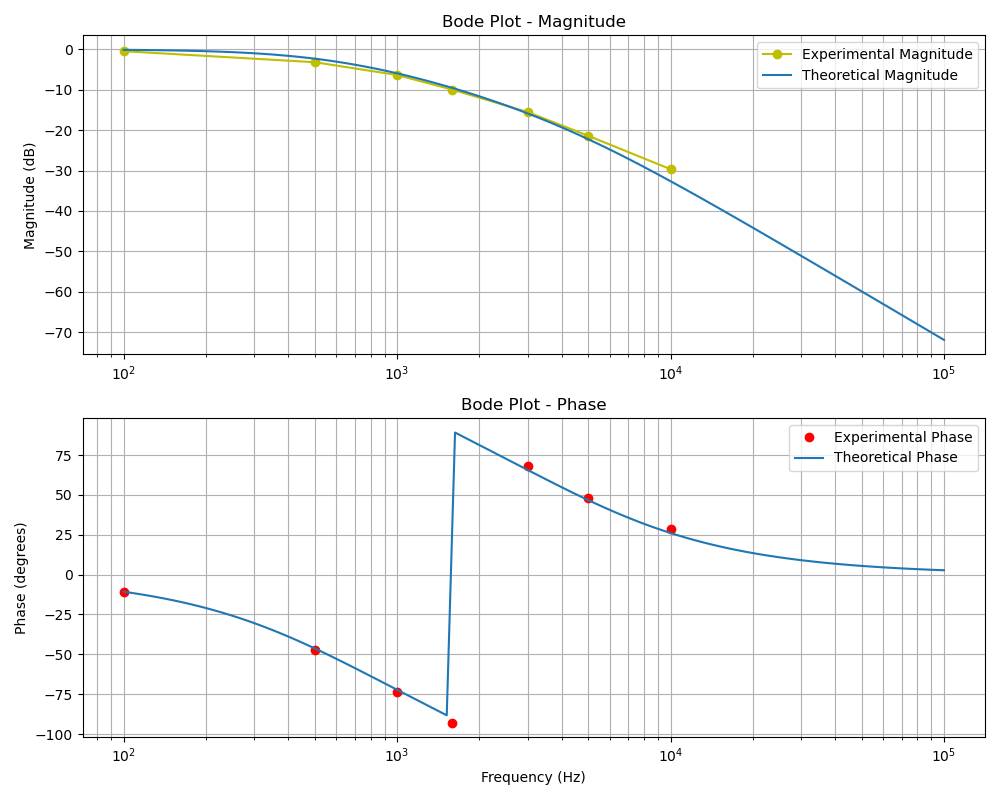 Bode Plot - Magnitude
Magnitude (dB)
0
−10
−20
−30
−40
−50
−60
−70
Experimental Magnitude
Theoretical Magnitude
10² 10³ 10⁴ 10⁵
Bode Plot - Phase
Phase (degrees)
75
50
25
0
−25
−50
−75
−100
Experimental Phase
Theoretical Phase
10² 10³ 10⁴ 10⁵
Frequency (Hz)